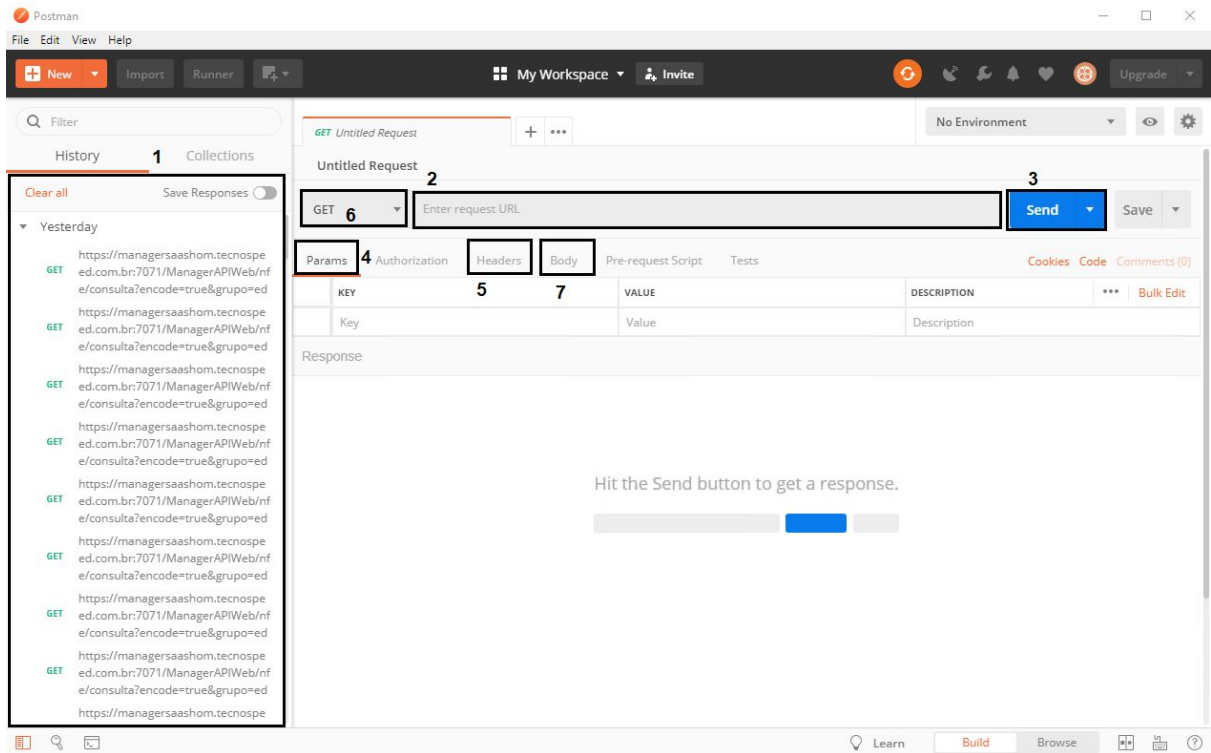 Postman
File Edit View Help
New Import Runner My Workspace Invite Upgrade
Filter
History 1 Collections
Clear all Save Responses
Yesterday
GET https://managersaashom.tecnospe
ed.com.br:7071/ManagerAPIWeb/nf
e/consulta?encode=true&grupo=ed
GET https://managersaashom.tecnospe
ed.com.br:7071/ManagerAPIWeb/nf
e/consulta?encode=true&grupo=ed
GET https://managersaashom.tecnospe
ed.com.br:7071/ManagerAPIWeb/nf
e/consulta?encode=true&grupo=ed
GET https://managersaashom.tecnospe
ed.com.br:7071/ManagerAPIWeb/nf
e/consulta?encode=true&grupo=ed
GET https://managersaashom.tecnospe
ed.com.br:7071/ManagerAPIWeb/nf
e/consulta?encode=true&grupo=ed
GET https://managersaashom.tecnospe
ed.com.br:7071/ManagerAPIWeb/nf
e/consulta?encode=true&grupo=ed
GET https://managersaashom.tecnospe
ed.com.br:7071/ManagerAPIWeb/nf
e/consulta?encode=true&grupo=ed
GET https://managersaashom.tecnospe
ed.com.br:7071/ManagerAPIWeb/nf
e/consulta?encode=true&grupo=ed
https://managersaashom.tecnospe
GET Untitled Request + ••• No Environment
Untitled Request
2 3
GET 6 Enter request URL Send Save
Params 4 Authorization Headers Body Pre-request Script Tests Cookies Code Comments (0)
5 7
KEY VALUE DESCRIPTION ••• Bulk Edit
Key Value Description
Response
Hit the Send button to get a response.
Learn Build Browse